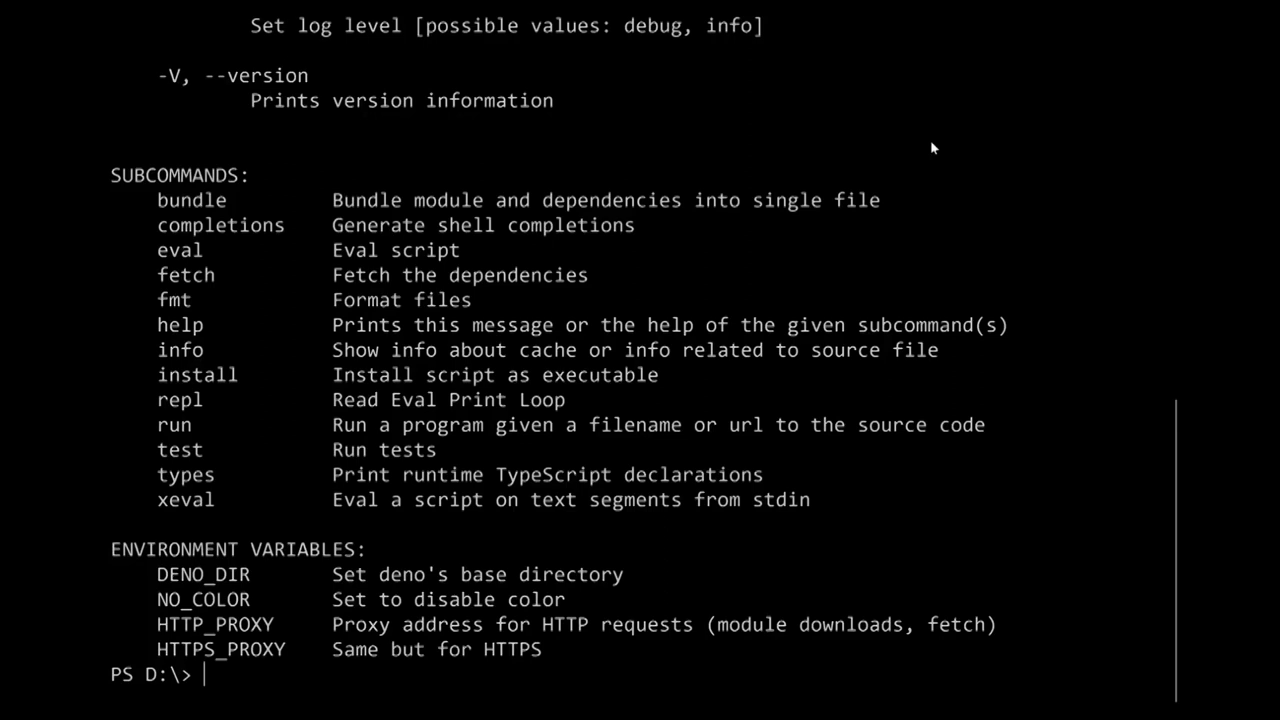 Set log level [possible values: debug, info]
-V, --version
Prints version information
SUBCOMMANDS:
bundle Bundle module and dependencies into single file
completions Generate shell completions
eval Eval script
fetch Fetch the dependencies
fmt Format files
help Prints this message or the help of the given subcommand(s)
info Show info about cache or info related to source file
install Install script as executable
repl Read Eval Print Loop
run Run a program given a filename or url to the source code
test Run tests
types Print runtime TypeScript declarations
xeval Eval a script on text segments from stdin
ENVIRONMENT VARIABLES:
DENO_DIR Set deno's base directory
NO_COLOR Set to disable color
HTTP_PROXY Proxy address for HTTP requests (module downloads, fetch)
HTTPS_PROXY Same but for HTTPS
PS D:\>